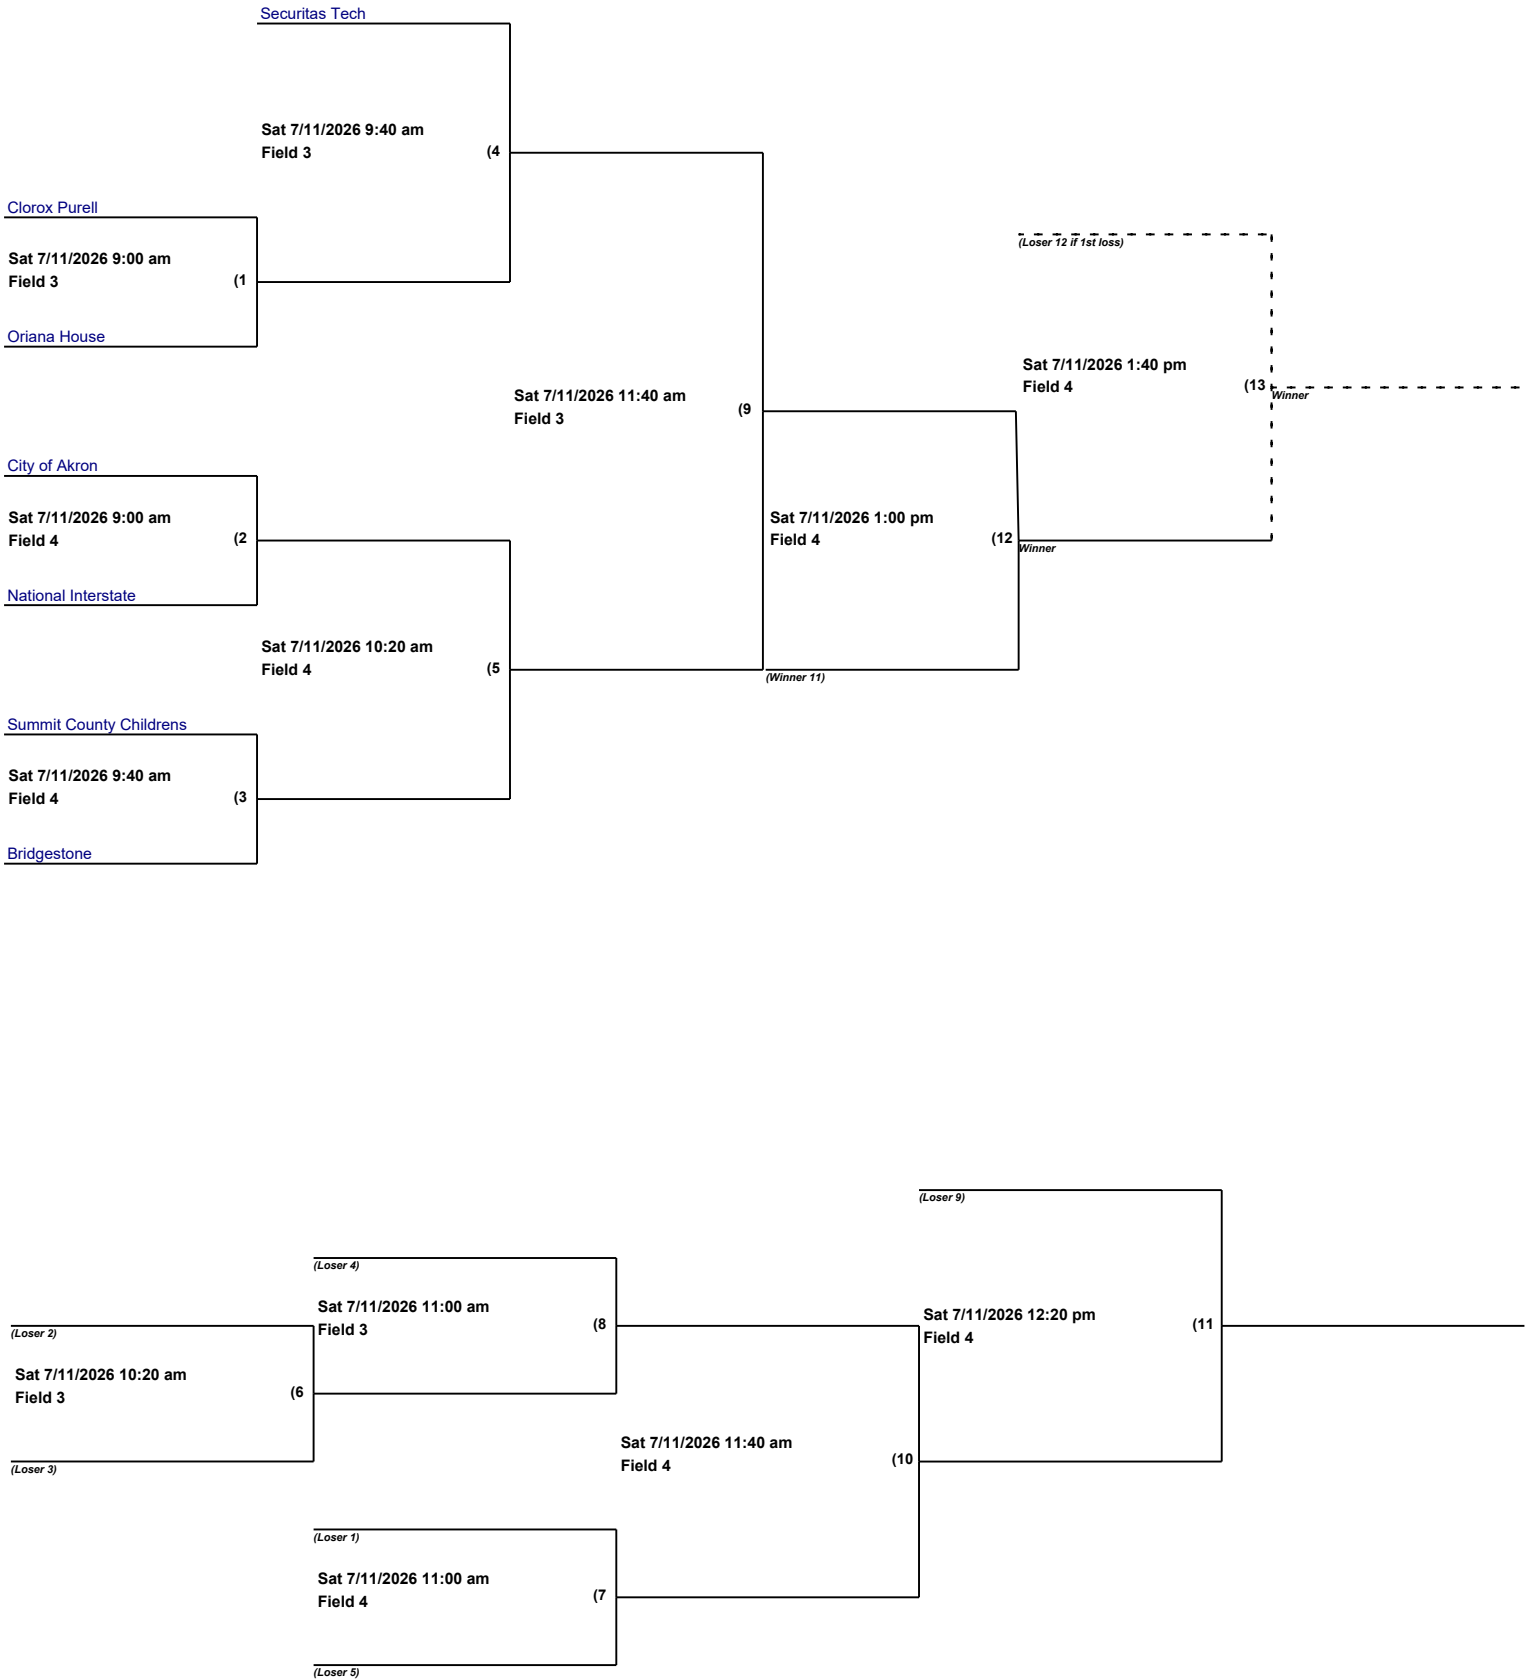 Securitas Tech
Sat 7/11/2026 9:40 am
Field 3
(4
Clorox Purell
Sat 7/11/2026 9:00 am
Field 3
(1
Oriana House
(Loser 12 if 1st loss)
Sat 7/11/2026 1:40 pm
Field 4
(13
Winner
Sat 7/11/2026 11:40 am
Field 3
(9
City of Akron
Sat 7/11/2026 9:00 am
Field 4
(2
National Interstate
Sat 7/11/2026 1:00 pm
Field 4
(12
Winner
Sat 7/11/2026 10:20 am
Field 4
(5
(Winner 11)
Summit County Childrens
Sat 7/11/2026 9:40 am
Field 4
(3
Bridgestone
(Loser 9)
(Loser 4)
Sat 7/11/2026 11:00 am
Field 3
(8
Sat 7/11/2026 12:20 pm
Field 4
(11
(Loser 2)
Sat 7/11/2026 10:20 am
Field 3
(6
(Loser 3)
Sat 7/11/2026 11:40 am
Field 4
(10
(Loser 1)
Sat 7/11/2026 11:00 am
Field 4
(7
(Loser 5)